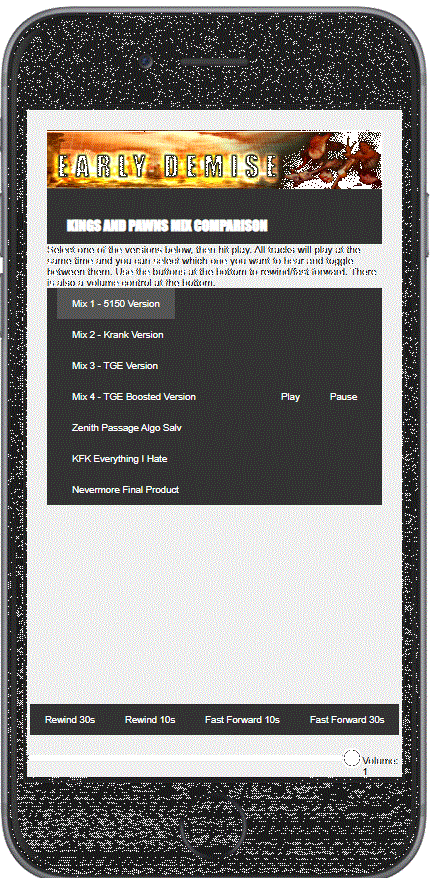 EARLY DEMISE
KINGS AND PAWNS MIX COMPARISON
Select one of the versions below, then hit play. All tracks will play at the
same time and you can select which one you want to hear and toggle
between them. Use the buttons at the bottom to rewind/fast forward. There
is also a volume control at the bottom.
Mix 1 - 5150 Version
Mix 2 - Krank Version
Mix 3 - TGE Version
Mix 4 - TGE Boosted Version Play Pause
Zenith Passage Algo Salv
KFK Everything I Hate
Nevermore Final Product
Rewind 30s Rewind 10s Fast Forward 10s Fast Forward 30s
Volume:
1